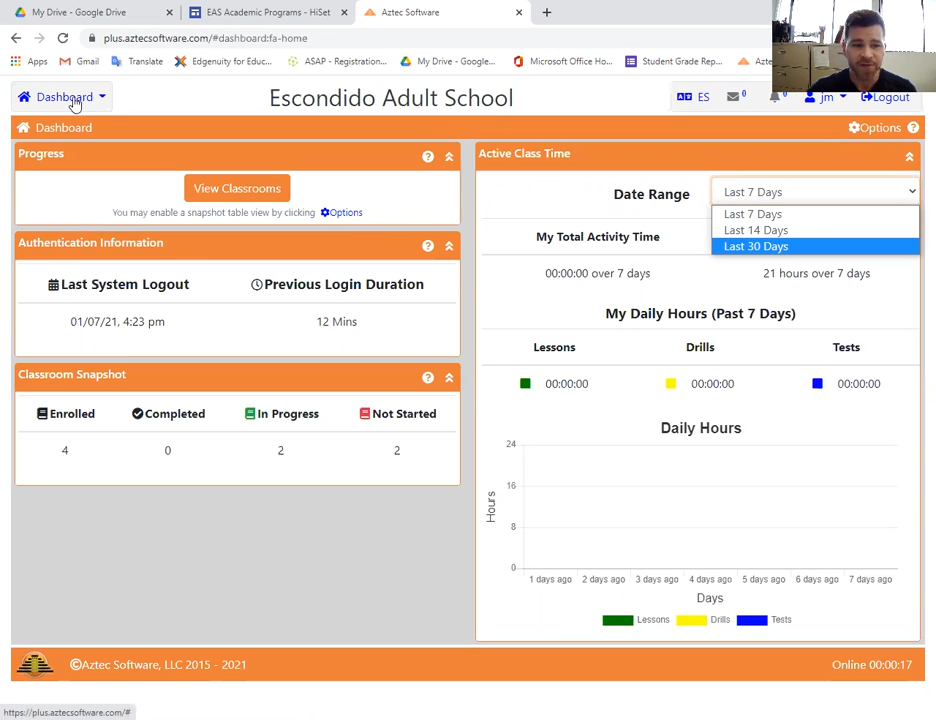 My Drive - Google Drive
EAS Academic Programs - HiSet
Aztec Software
plus.aztecsoftware.com/#dashboard:fa-home
Apps
Gmail
Translate
Edgenuity for Educ...
ASAP - Registration...
My Drive - Google...
Microsoft Office Ho...
Student Grade Rep...
Dashboard
Escondido Adult School
ES
0
0
jm
Logout
Dashboard
Options
Progress
View Classrooms
You may enable a snapshot table view by clicking Options
Authentication Information
Last System Logout
Previous Login Duration
01/07/21, 4:23 pm
12 Mins
Classroom Snapshot
Enrolled
Completed
In Progress
Not Started
4
0
2
2
Active Class Time
Date Range
Last 7 Days
Last 7 Days
Last 14 Days
Last 30 Days
My Total Activity Time
00:00:00 over 7 days
21 hours over 7 days
My Daily Hours (Past 7 Days)
Lessons
Drills
Tests
00:00:00
00:00:00
00:00:00
Daily Hours
24
16
8
0
Hours
1 days ago
2 days ago
3 days ago
4 days ago
5 days ago
6 days ago
7 days ago
Days
Lessons
Drills
Tests
©Aztec Software, LLC 2015 - 2021
Online 00:00:17
https://plus.aztecsoftware.com/#